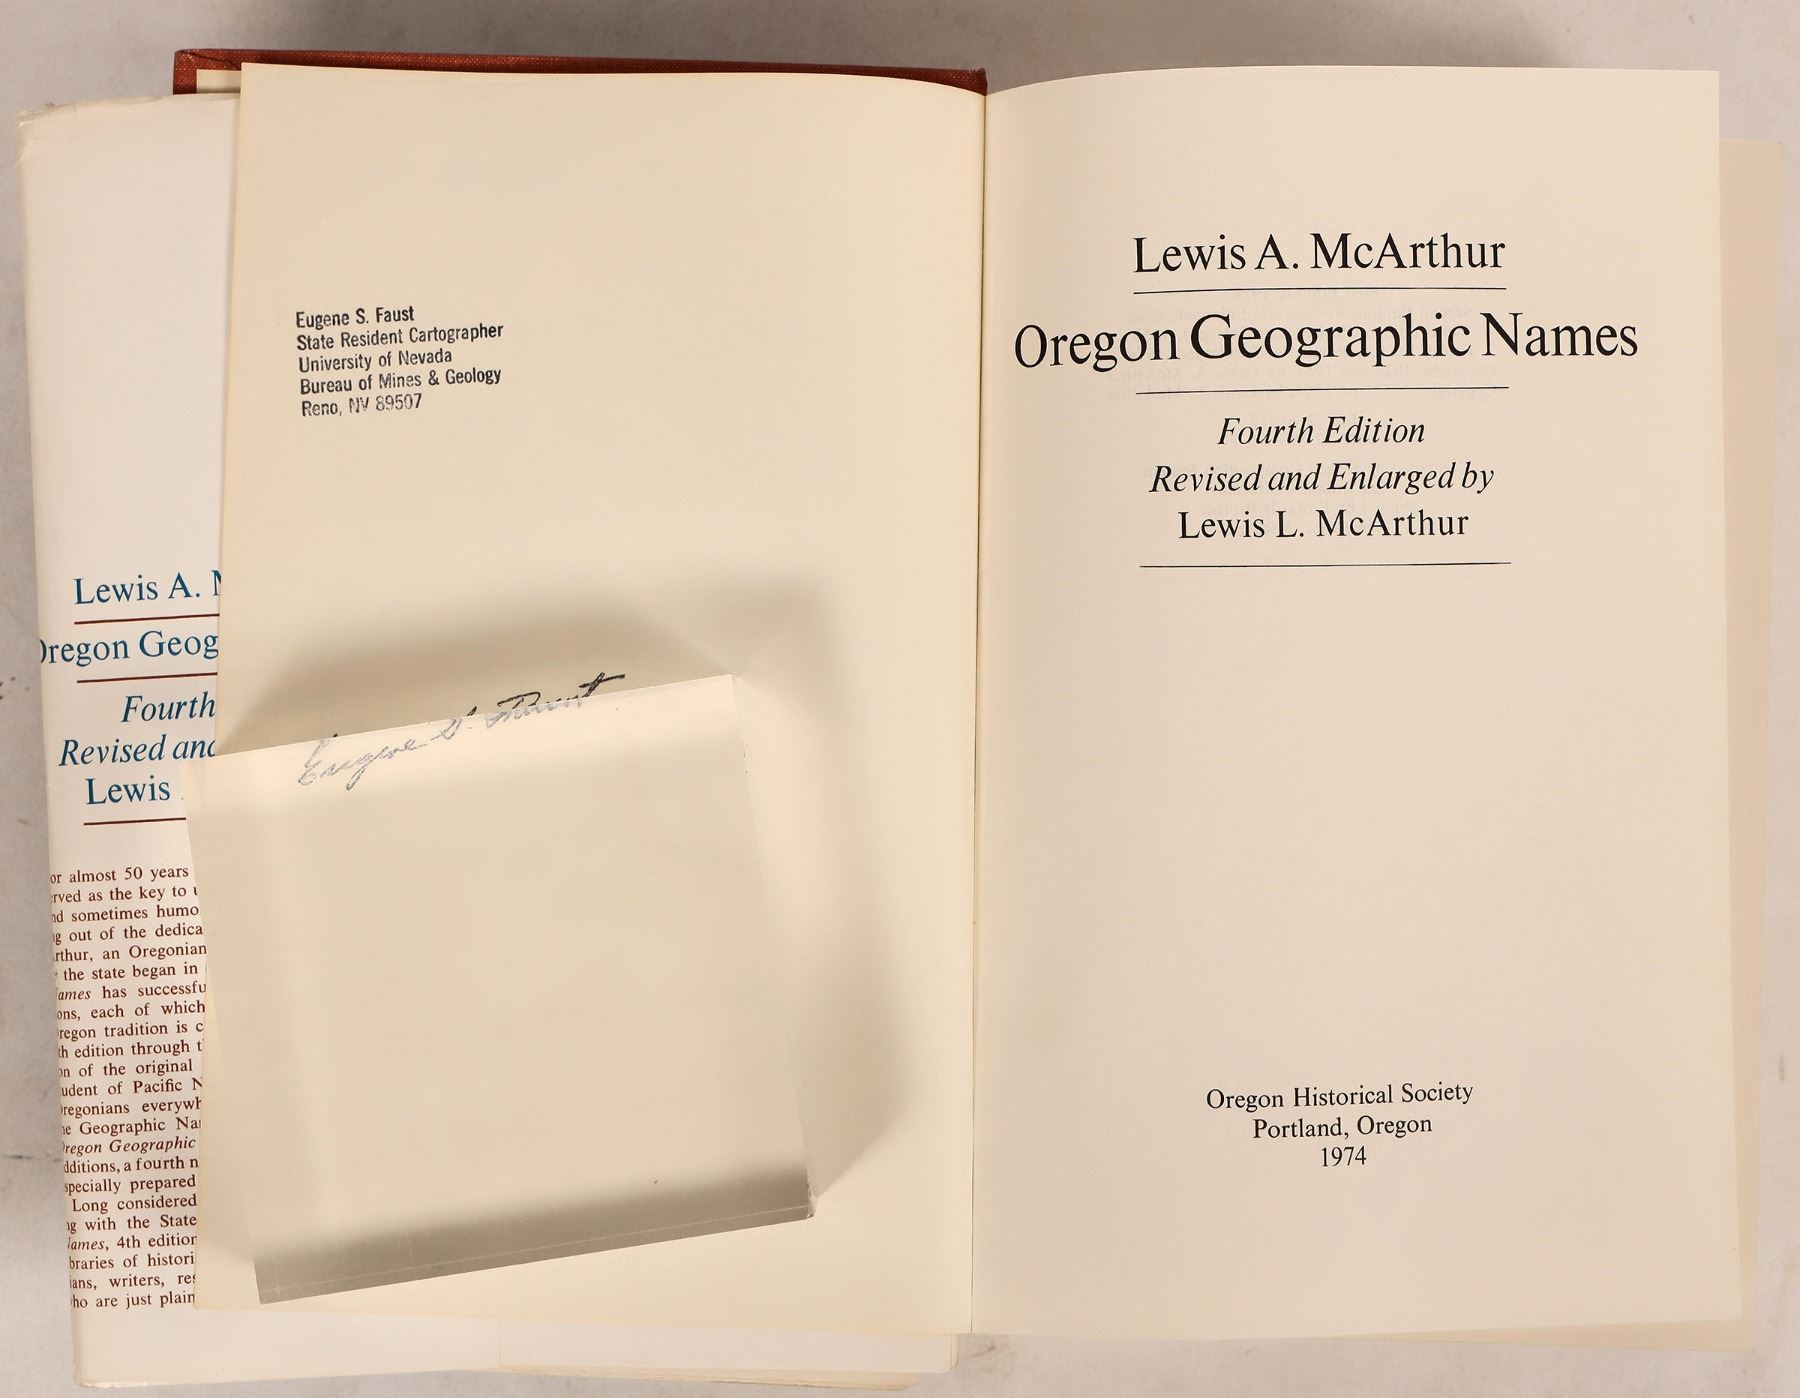 Eugene S. Faust
State Resident Cartographer
University of Nevada
Bureau of Mines & Geology
Reno, NV 89507
Eugene S. Faust
Lewis A. McArthur
Oregon Geographic Names
Fourth Edition
Revised and Enlarged by
Lewis L. McArthur
Oregon Historical Society
Portland, Oregon
1974
Lewis A.
Oregon Geog
Fourth
Revised and
Lewis
or almost 50 years
rved as the key to
nd sometimes humo
g out of the dedica
rthur, an Oregonian
the state began in
ames has successfu
ons, each of which
regon tradition is c
th edition through t
on of the original
udent of Pacific N
regonians everywh
e Geographic Na
Oregon Geographic
dditions, a fourth n
specially prepared
Long considered
g with the State
ames, 4th edition
braries of histori
ians, writers, res
ho are just plain